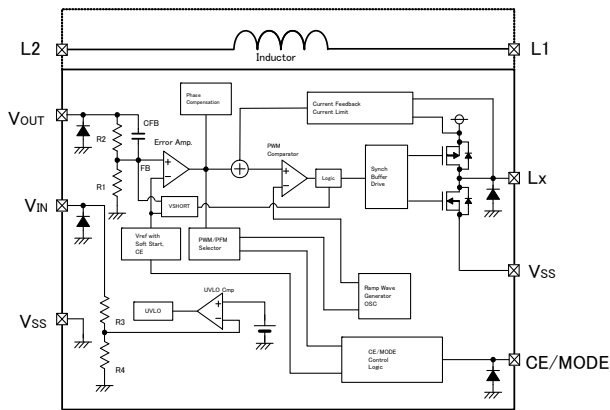 L2
L1
Inductor
Phase
Compensation
Current Feedback
Current Limit
VOUT
CFB
R2
Error Amp.
FB
R1
PWM
Comparator
Logic
Synch
Buffer
Drive
Lx
VSHORT
VIN
Vref with
Soft Start,
CE
PWM/PFM
Selector
VSS
UVLO Cmp
UVLO
Ramp Wave
Generator
OSC
VSS
R3
R4
CE/MODE
Control
Logic
CE/MODE